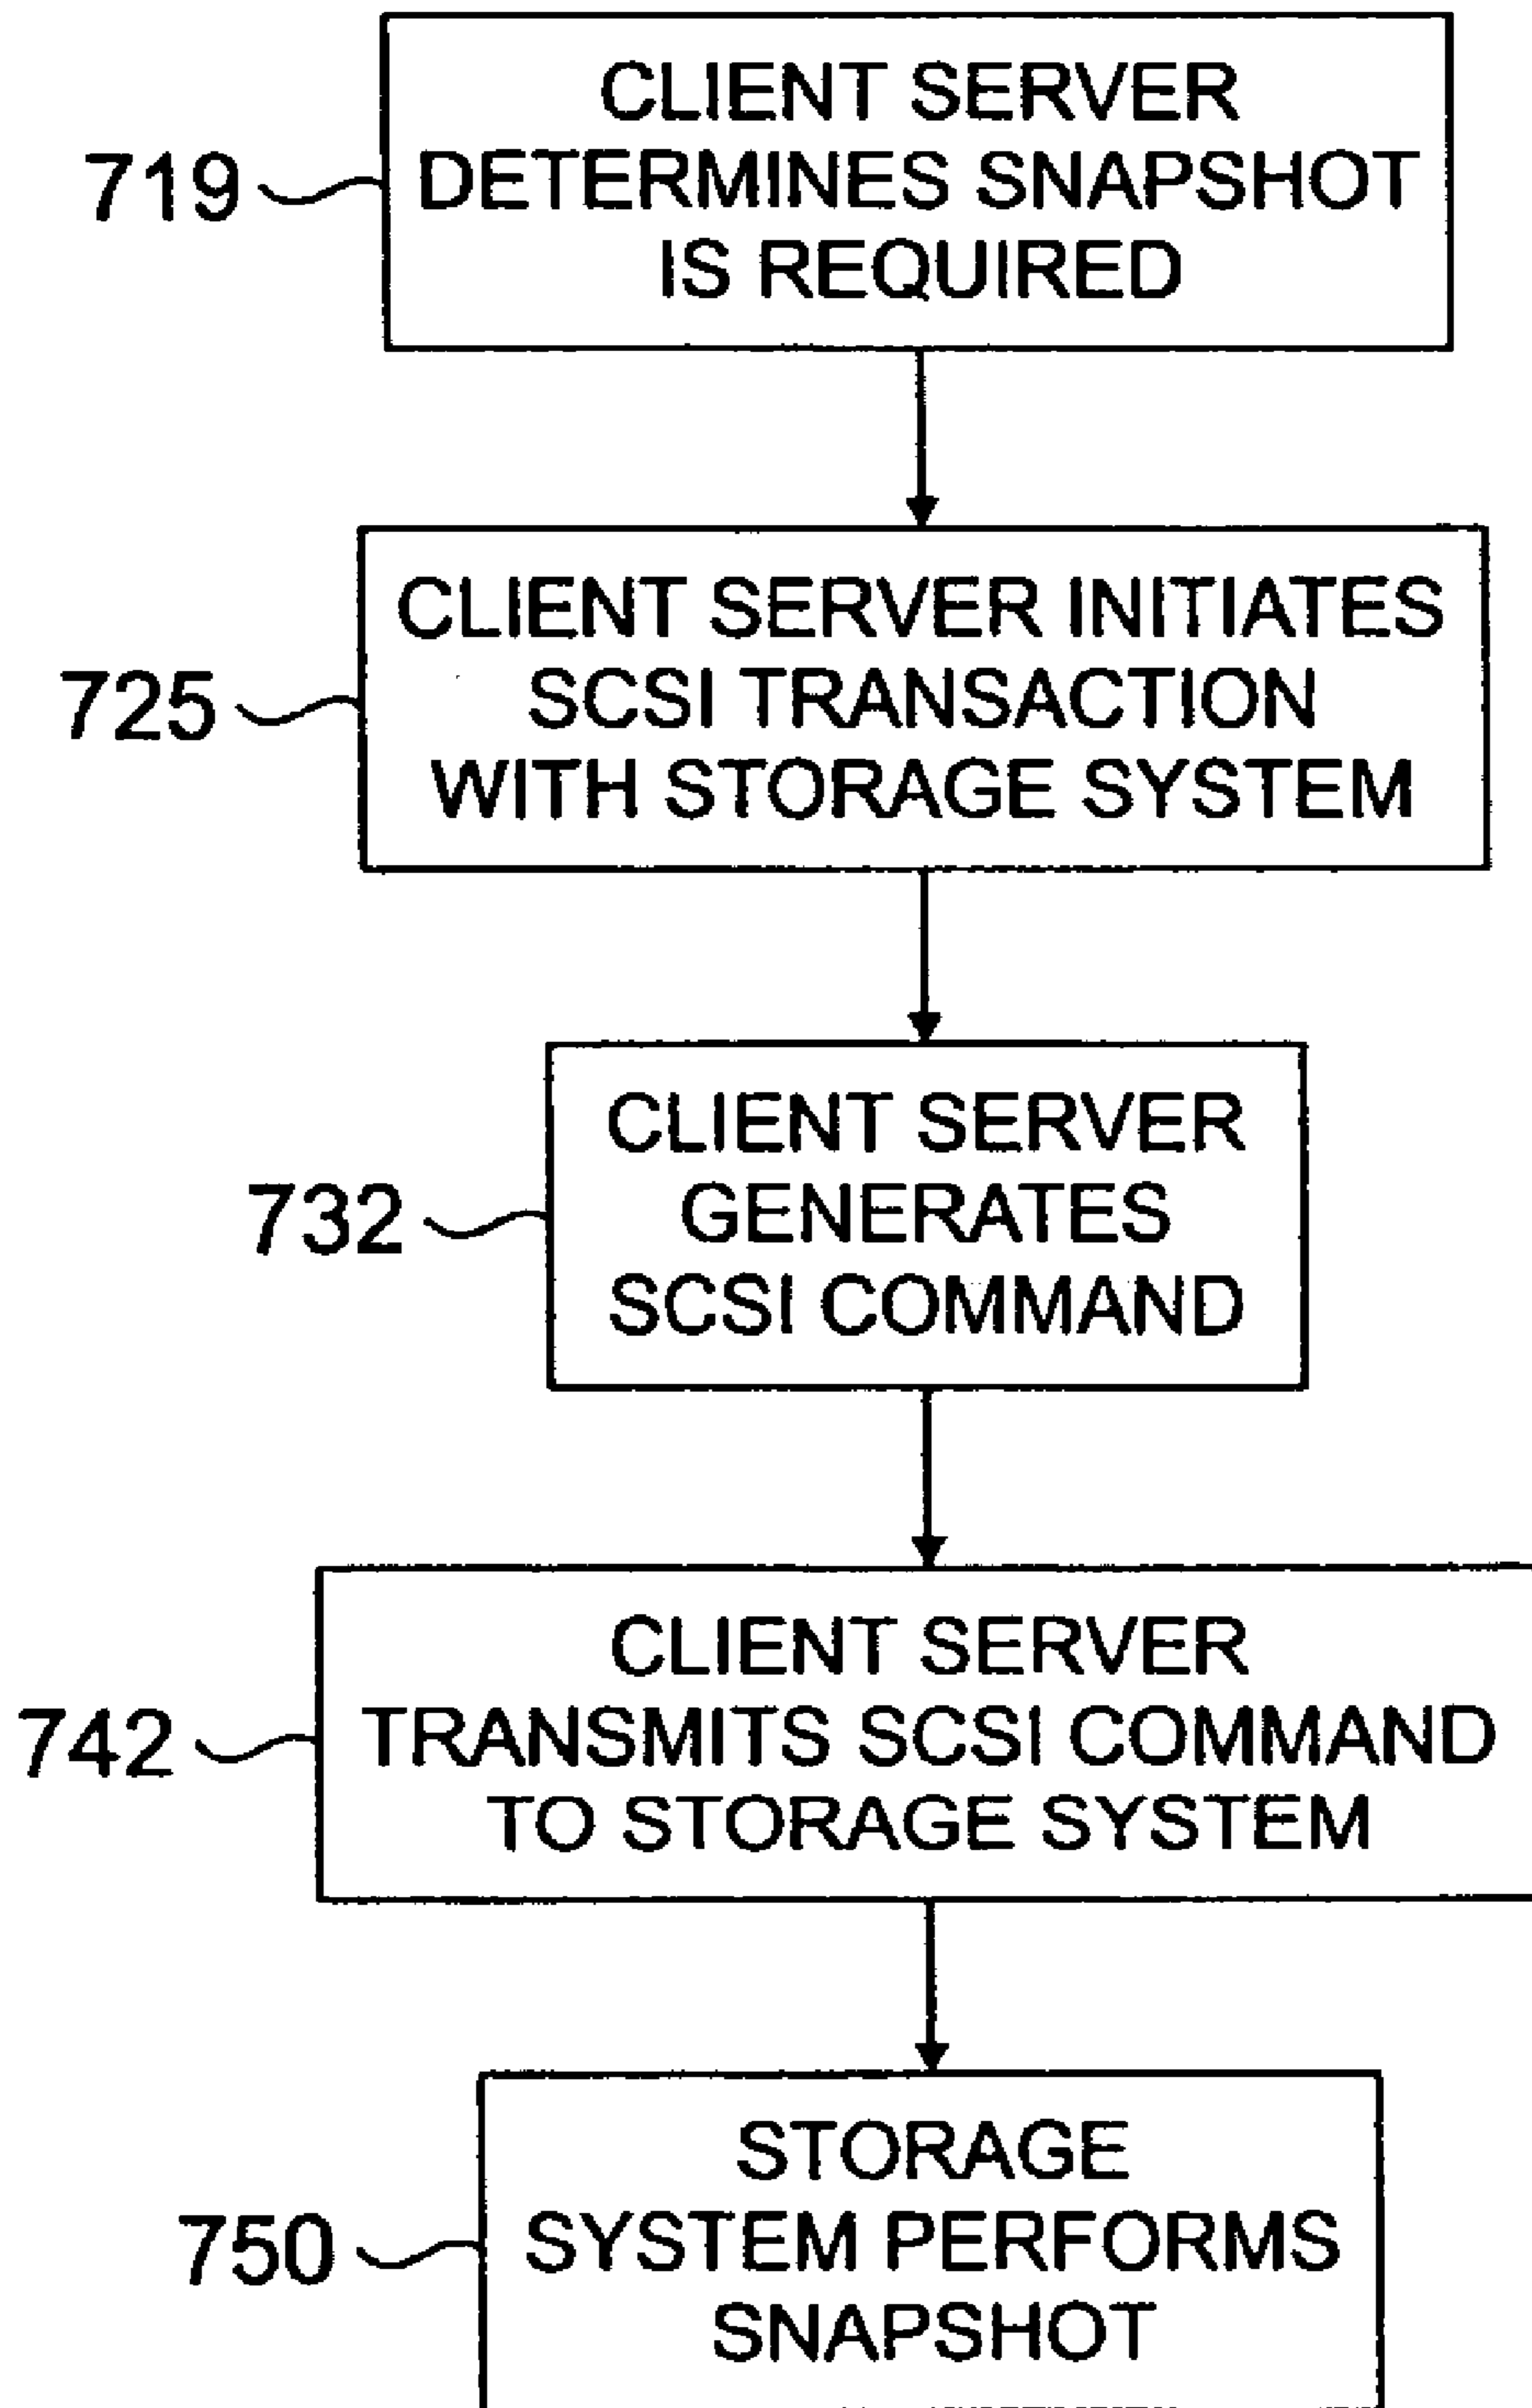 CLIENT SERVER
719 DETERMINES SNAPSHOT
IS REQUIRED
CLIENT SERVER INITIATES
725 SCSI TRANSACTION
WITH STORAGE SYSTEM
CLIENT SERVER
732 GENERATES
SCSI COMMAND
CLIENT SERVER
742 TRANSMITS SCSI COMMAND
TO STORAGE SYSTEM
STORAGE
750 SYSTEM PERFORMS
SNAPSHOT